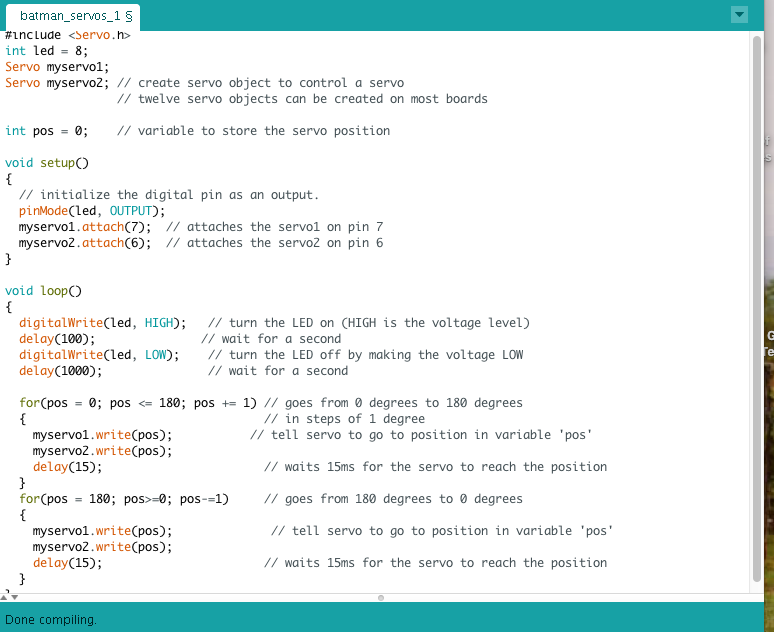 batman_servos_1 §
#include <Servo.h>
int led = 8;
Servo myservo1;
Servo myservo2; // create servo object to control a servo
// twelve servo objects can be created on most boards
int pos = 0;    // variable to store the servo position
void setup()
{
  // initialize the digital pin as an output.
  pinMode(led, OUTPUT);
  myservo1.attach(7);  // attaches the servo1 on pin 7
  myservo2.attach(6);  // attaches the servo2 on pin 6
}
void loop()
{
  digitalWrite(led, HIGH);   // turn the LED on (HIGH is the voltage level)
  delay(100);               // wait for a second
  digitalWrite(led, LOW);    // turn the LED off by making the voltage LOW
  delay(1000);               // wait for a second
  for(pos = 0; pos <= 180; pos += 1) // goes from 0 degrees to 180 degrees
  {                                  // in steps of 1 degree
    myservo1.write(pos);           // tell servo to go to position in variable 'pos'
    myservo2.write(pos);
    delay(15);                       // waits 15ms for the servo to reach the position
  }
  for(pos = 180; pos>=0; pos-=1)     // goes from 180 degrees to 0 degrees
  {
    myservo1.write(pos);              // tell servo to go to position in variable 'pos'
    myservo2.write(pos);
    delay(15);                       // waits 15ms for the servo to reach the position
  }
Done compiling.